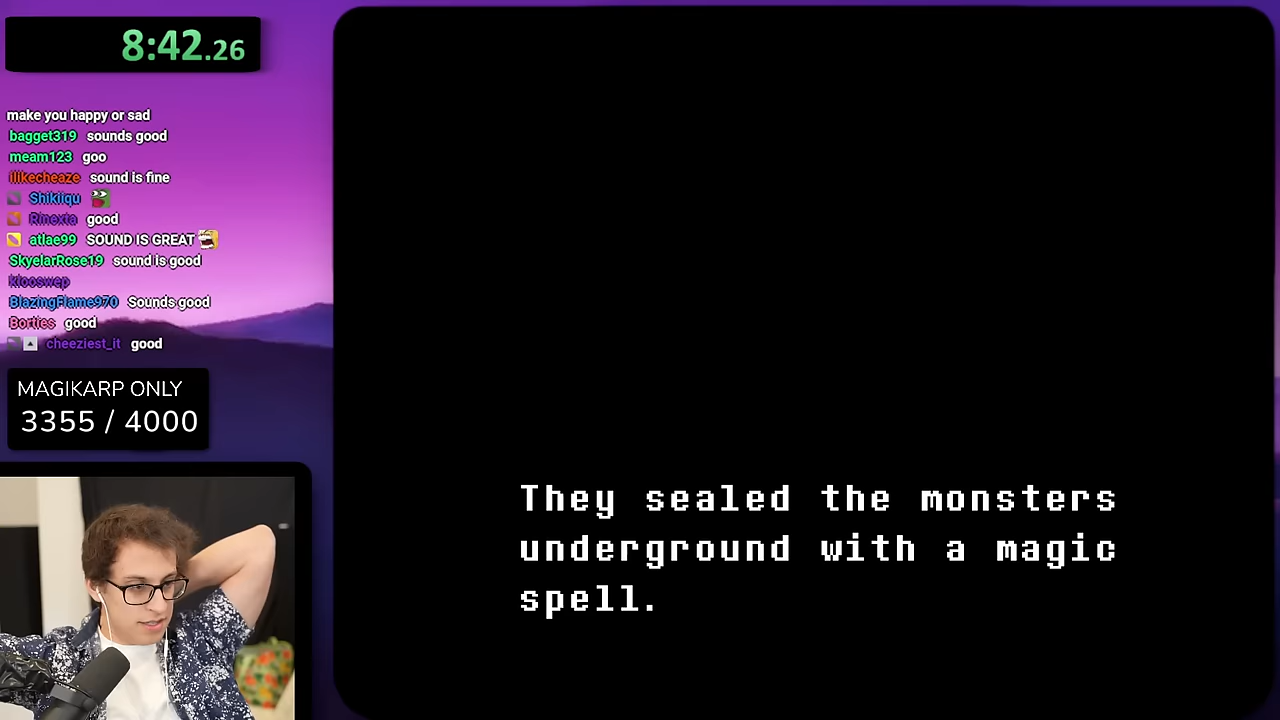 8:42.26
make you happy or sad
bagget319 sounds good
meam123 goo
ilikecheaze sound is fine
Shikiiqu
Rinexta good
atlae99 SOUND IS GREAT
SkyelarRose19 sound is good
klooswep
BlazingFlame970 Sounds good
Borties good
cheeziest_it good
MAGIKARP ONLY
3355 / 4000
They sealed the monsters
underground with a magic
spell.